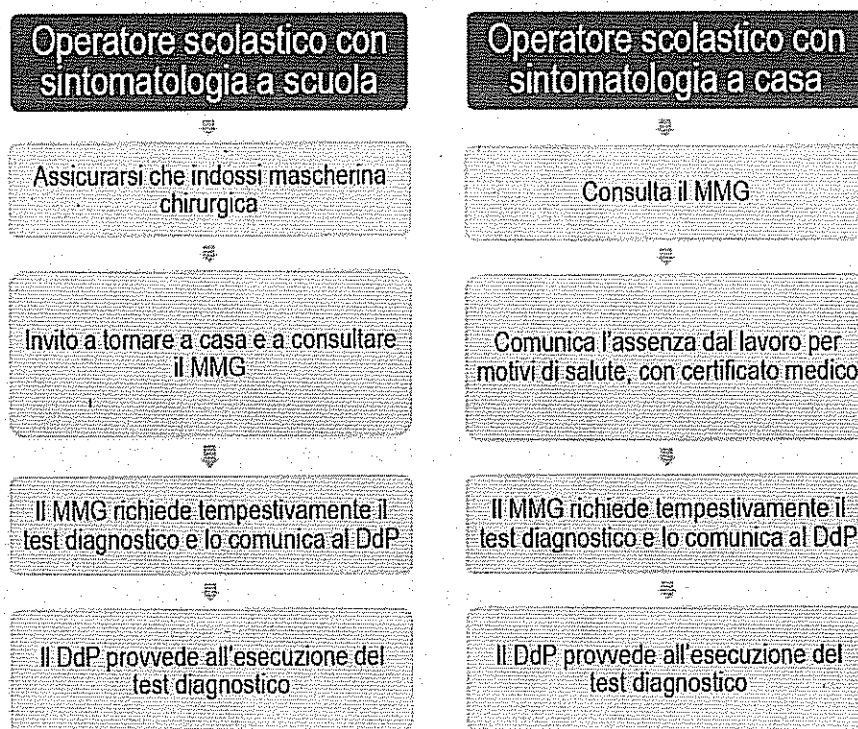 Operatore scolastico con
sintomatologia a scuola
Assicurarsi che indossi mascherina
chirurgica
Invito a tornare a casa e a consultare
il MMG
Il MMG richiede tempestivamente il
test diagnostico e lo comunica al DdP
Il DdP provvede all'esecuzione del
test diagnostico
Operatore scolastico con
sintomatologia a casa
Consulta il MMG
Comunica l'assenza dal lavoro per
motivi di salute, con certificato medico
Il MMG richiede tempestivamente il
test diagnostico e lo comunica al DdP
Il DdP provvede all'esecuzione del
test diagnostico